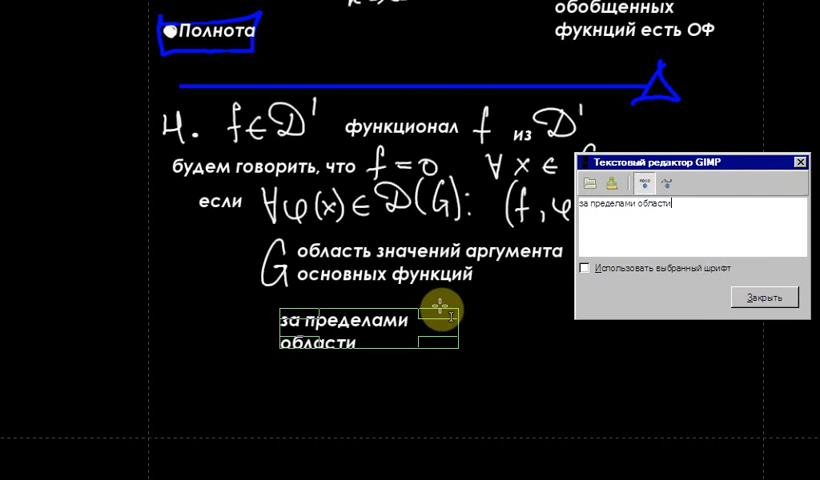 обобщенных
Полнота
фукнций есть ОФ
4. f ∈ D' функционал f из D'
будем говорить, что f = 0 ∀ x ∈
если ∀φ(x) ∈ D(G): (f, φ
G область значений аргумента
основных функций
за пределами
области
Текстовый редактор GIMP
за пределами области
Использовать выбранный шрифт
Закрыть